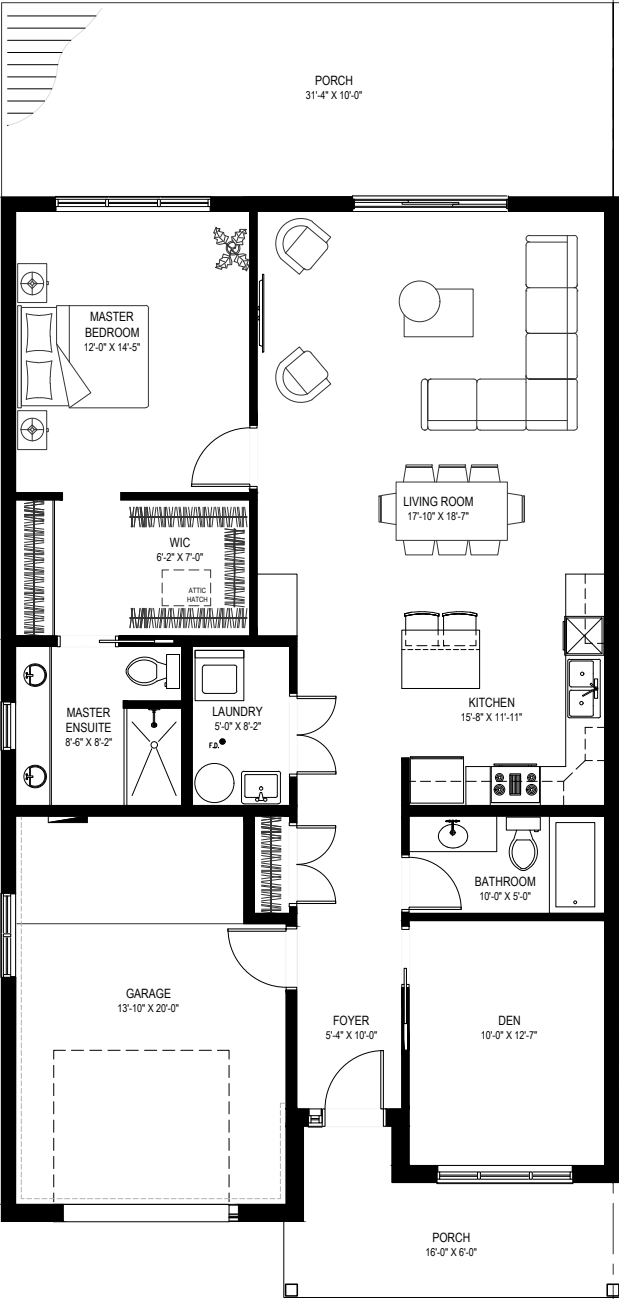 PORCH
31'-4" X 10'-0"
MASTER
BEDROOM
12'-0" X 14'-5"
LIVING ROOM
17'-10" X 18'-7"
WIC
6'-2" X 7'-0"
ATTIC
HATCH
MASTER
ENSUITE
8'-6" X 8'-2"
LAUNDRY
5'-0" X 8'-2"
F.D.
KITCHEN
15'-8" X 11'-11"
BATHROOM
10'-0" X 5'-0"
GARAGE
13'-10" X 20'-0"
FOYER
5'-4" X 10'-0"
DEN
10'-0" X 12'-7"
PORCH
16'-0" X 6'-0"